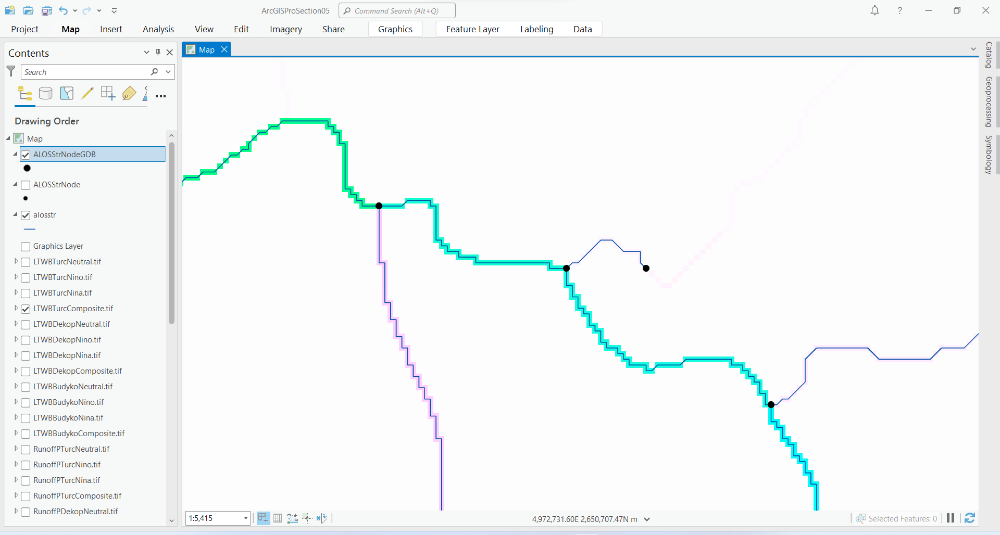 ArcGISProSection05
Command Search (Alt+Q)
?
Project
Map
Insert
Analysis
View
Edit
Imagery
Share
Graphics
Feature Layer
Labeling
Data
Contents
Search
Drawing Order
Map
ALOSStrNodeGDB
ALOSStrNode
alosstr
Graphics Layer
LTWBTurcNeutral.tif
LTWBTurcNino.tif
LTWBTurcNina.tif
LTWBTurcComposite.tif
LTWBDekopNeutral.tif
LTWBDekopNino.tif
LTWBDekopNina.tif
LTWBDekopComposite.tif
LTWBBudykoNeutral.tif
LTWBBudykoNino.tif
LTWBBudykoNina.tif
LTWBBudykoComposite.tif
RunoffPTurcNeutral.tif
RunoffPTurcNino.tif
RunoffPTurcNina.tif
RunoffPTurcComposite.tif
RunoffPDekopNeutral.tif
Map
1:5,415
N
4,972,731.60E 2,650,707.47N m
Selected Features: 0
Catalog
Geoprocessing
Symbology